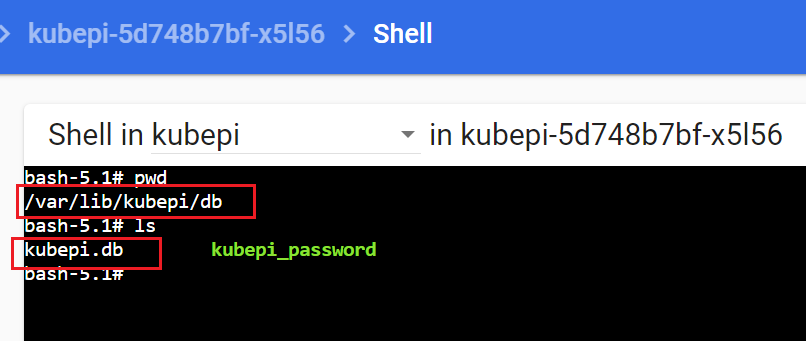 kubepi-5d748b7bf-x5l56 > Shell
Shell in kubepi in kubepi-5d748b7bf-x5l56
bash-5.1# pwd
/var/lib/kubepi/db
bash-5.1# ls
kubepi.db kubepi_password
bash-5.1#